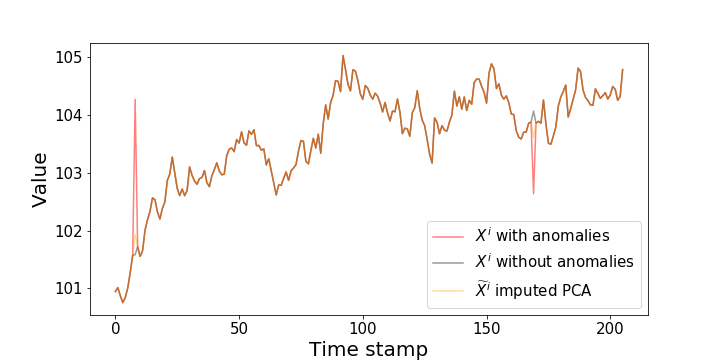 105
104
103
102
101
Value
0
50
100
150
200
Time stamp
X^i with anomalies
X^i without anomalies
X̃^i imputed PCA